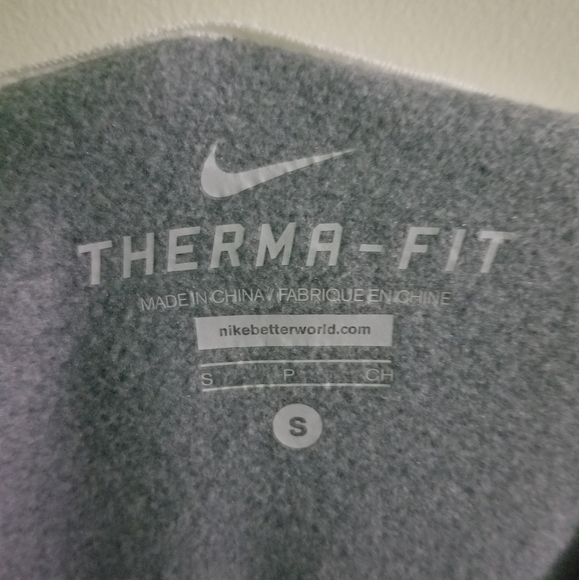 THERMA-FIT
MADE IN CHINA / FABRIQUE EN CHINE
nikebetterworld.com
S P CH
S